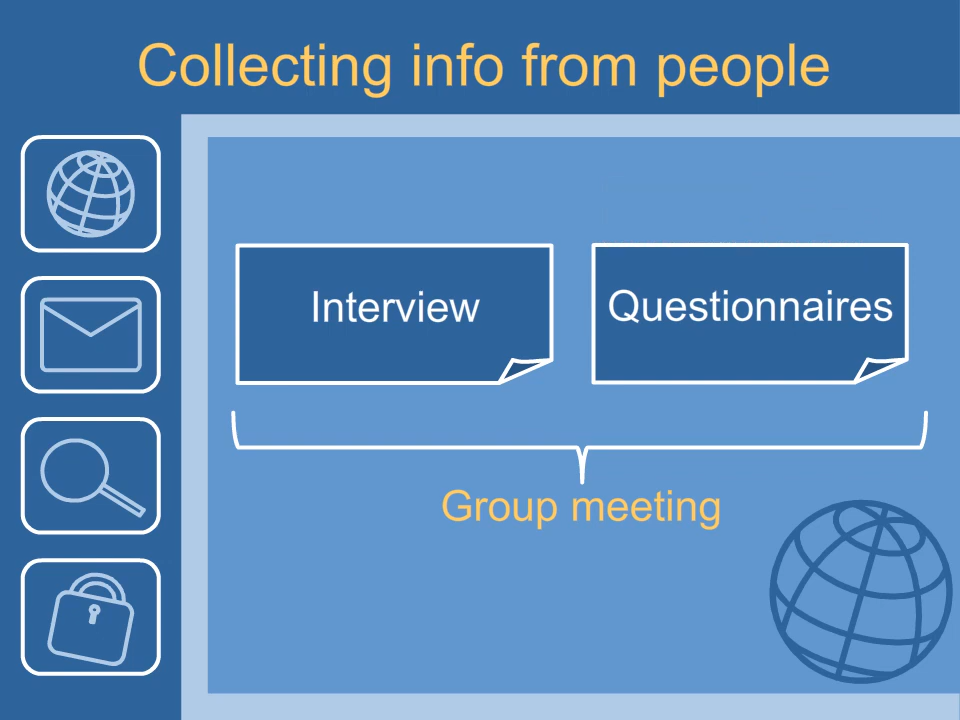 Collecting info from people
Interview
Questionnaires
Group meeting